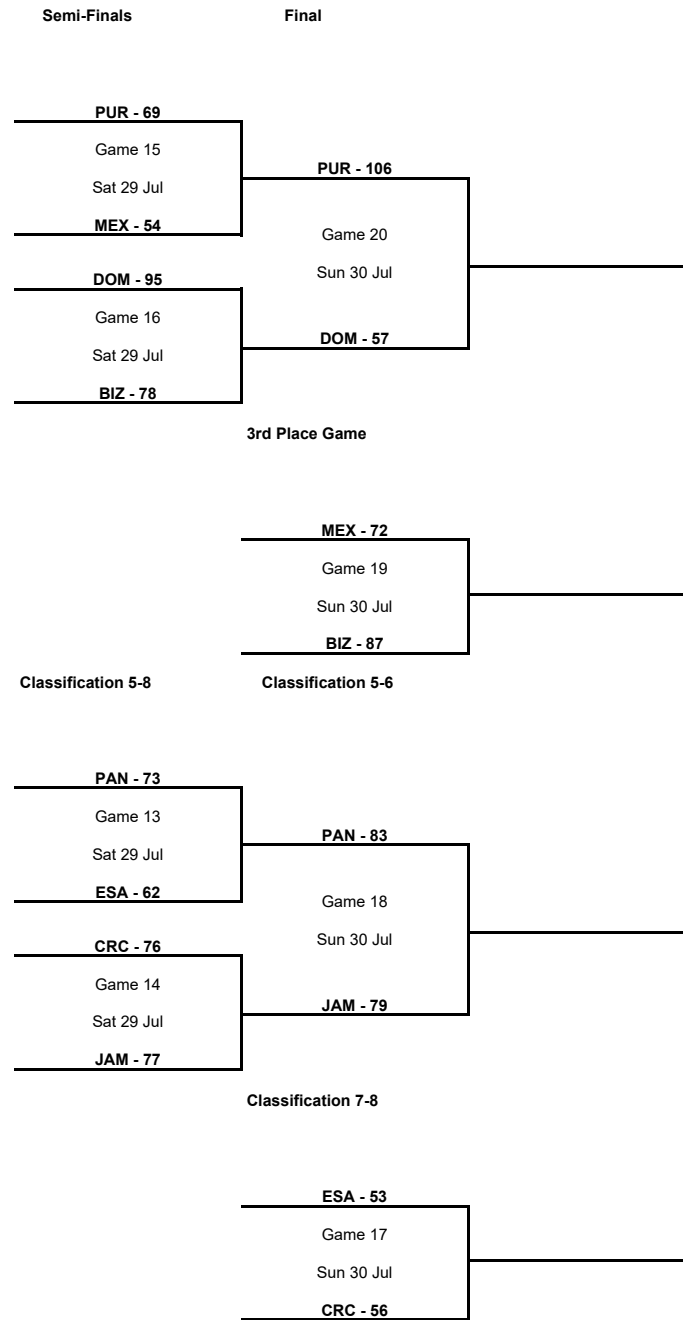 Semi-Finals Final
PUR - 69
Game 15
Sat 29 Jul
MEX - 54
PUR - 106
Game 20
Sun 30 Jul
DOM - 57
DOM - 95
Game 16
Sat 29 Jul
BIZ - 78
3rd Place Game
MEX - 72
Game 19
Sun 30 Jul
BIZ - 87
Classification 5-8 Classification 5-6
PAN - 73
Game 13
Sat 29 Jul
ESA - 62
PAN - 83
Game 18
Sun 30 Jul
JAM - 79
CRC - 76
Game 14
Sat 29 Jul
JAM - 77
Classification 7-8
ESA - 53
Game 17
Sun 30 Jul
CRC - 56